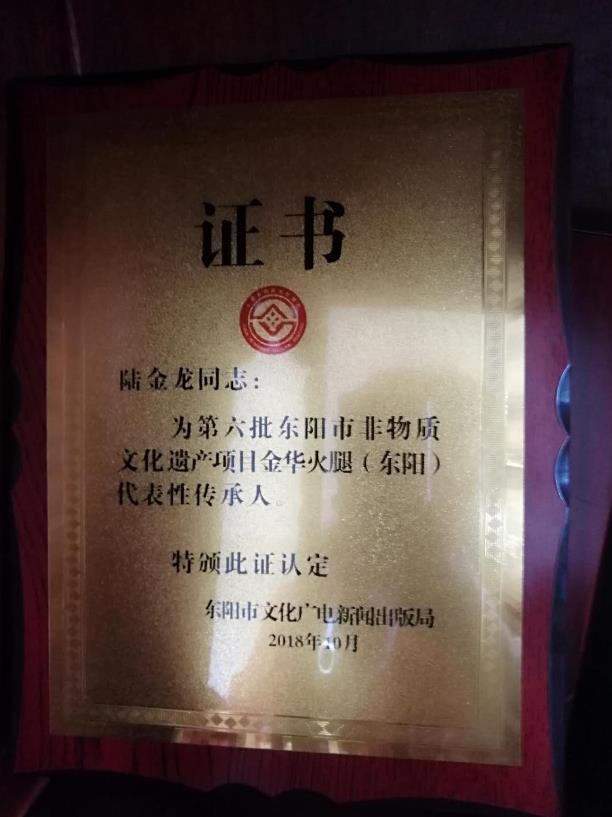 证书
陆金龙同志：
为第六批东阳市非物质
文化遗产项目金华火腿（东阳）
代表性传承人。
特颁此证认定
东阳市文化广电新闻出版局
2018年10月